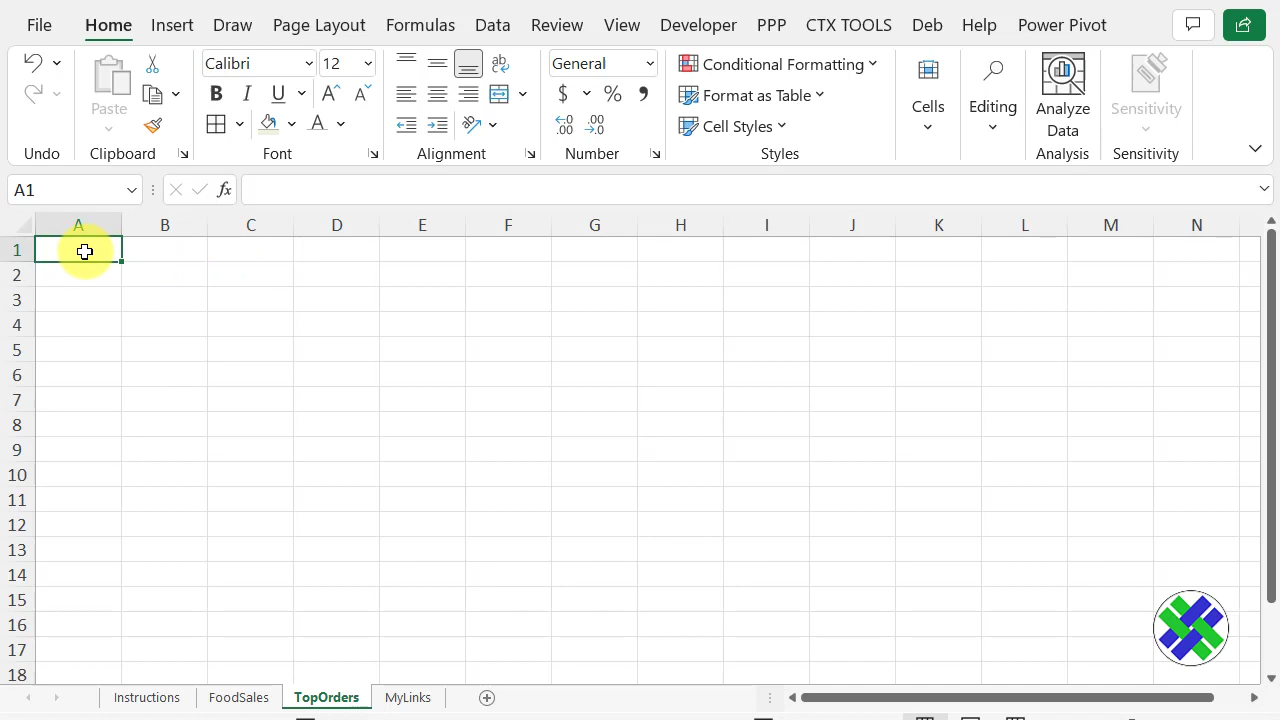 File Home Insert Draw Page Layout Formulas Data Review View Developer PPP CTX TOOLS Deb Help Power Pivot
Calibri 12 General Conditional Formatting
Paste B I U A A $ % 9 Format as Table Cells Editing Analyze Data Sensitivity
A Cell Styles
Undo Clipboard Font Alignment Number Styles Analysis Sensitivity
A1 fx
A B C D E F G H I J K L M N
1
2
3
4
5
6
7
8
9
10
11
12
13
14
15
16
17
18
Instructions FoodSales TopOrders MyLinks